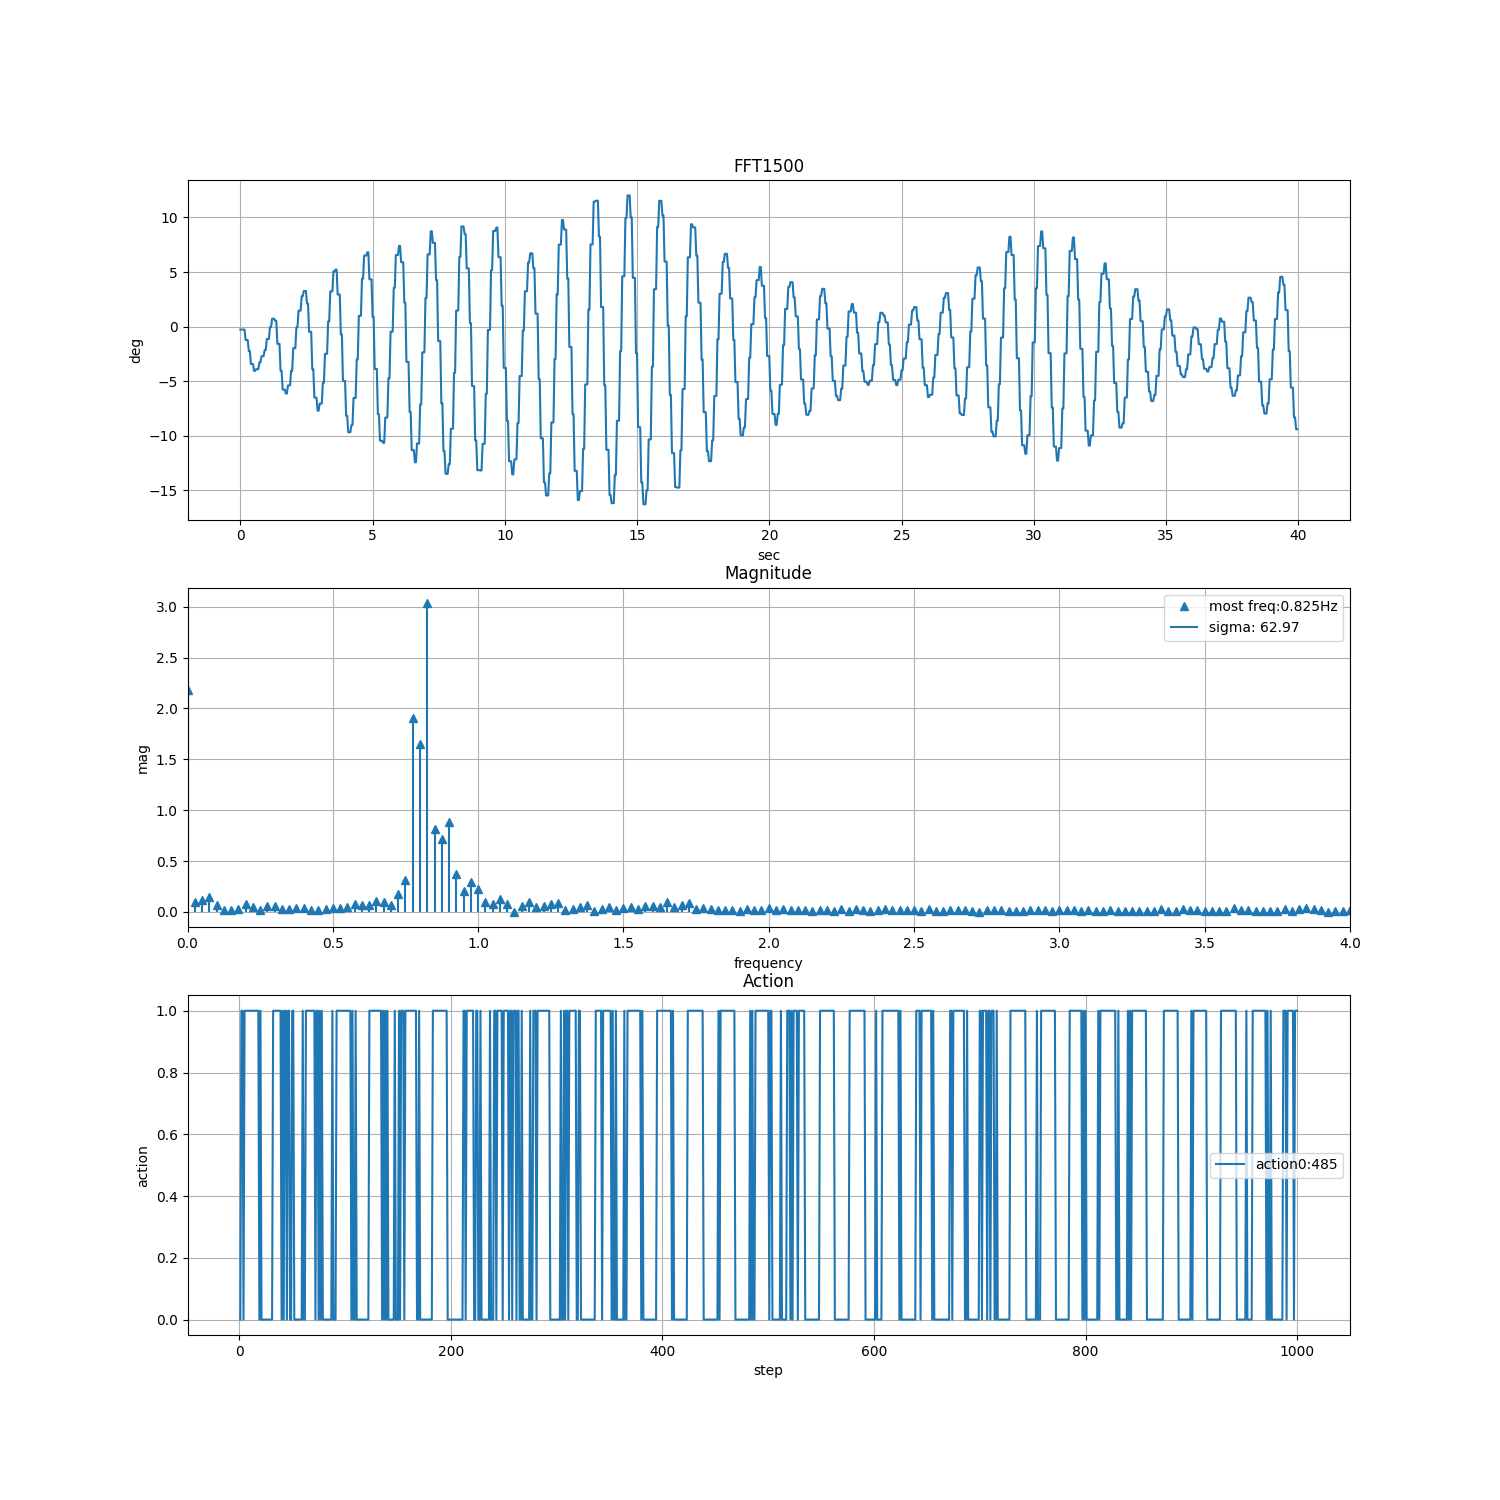 FFT1500
10
5
0
−5
−10
−15
deg
0 5 10 15 20 25 30 35 40
sec
Magnitude
3.0
2.5
2.0
1.5
1.0
0.5
0.0
mag
most freq:0.825Hz
sigma: 62.97
0.0 0.5 1.0 1.5 2.0 2.5 3.0 3.5 4.0
frequency
Action
1.0
0.8
0.6
0.4
0.2
0.0
action
action0:485
0 200 400 600 800 1000
step